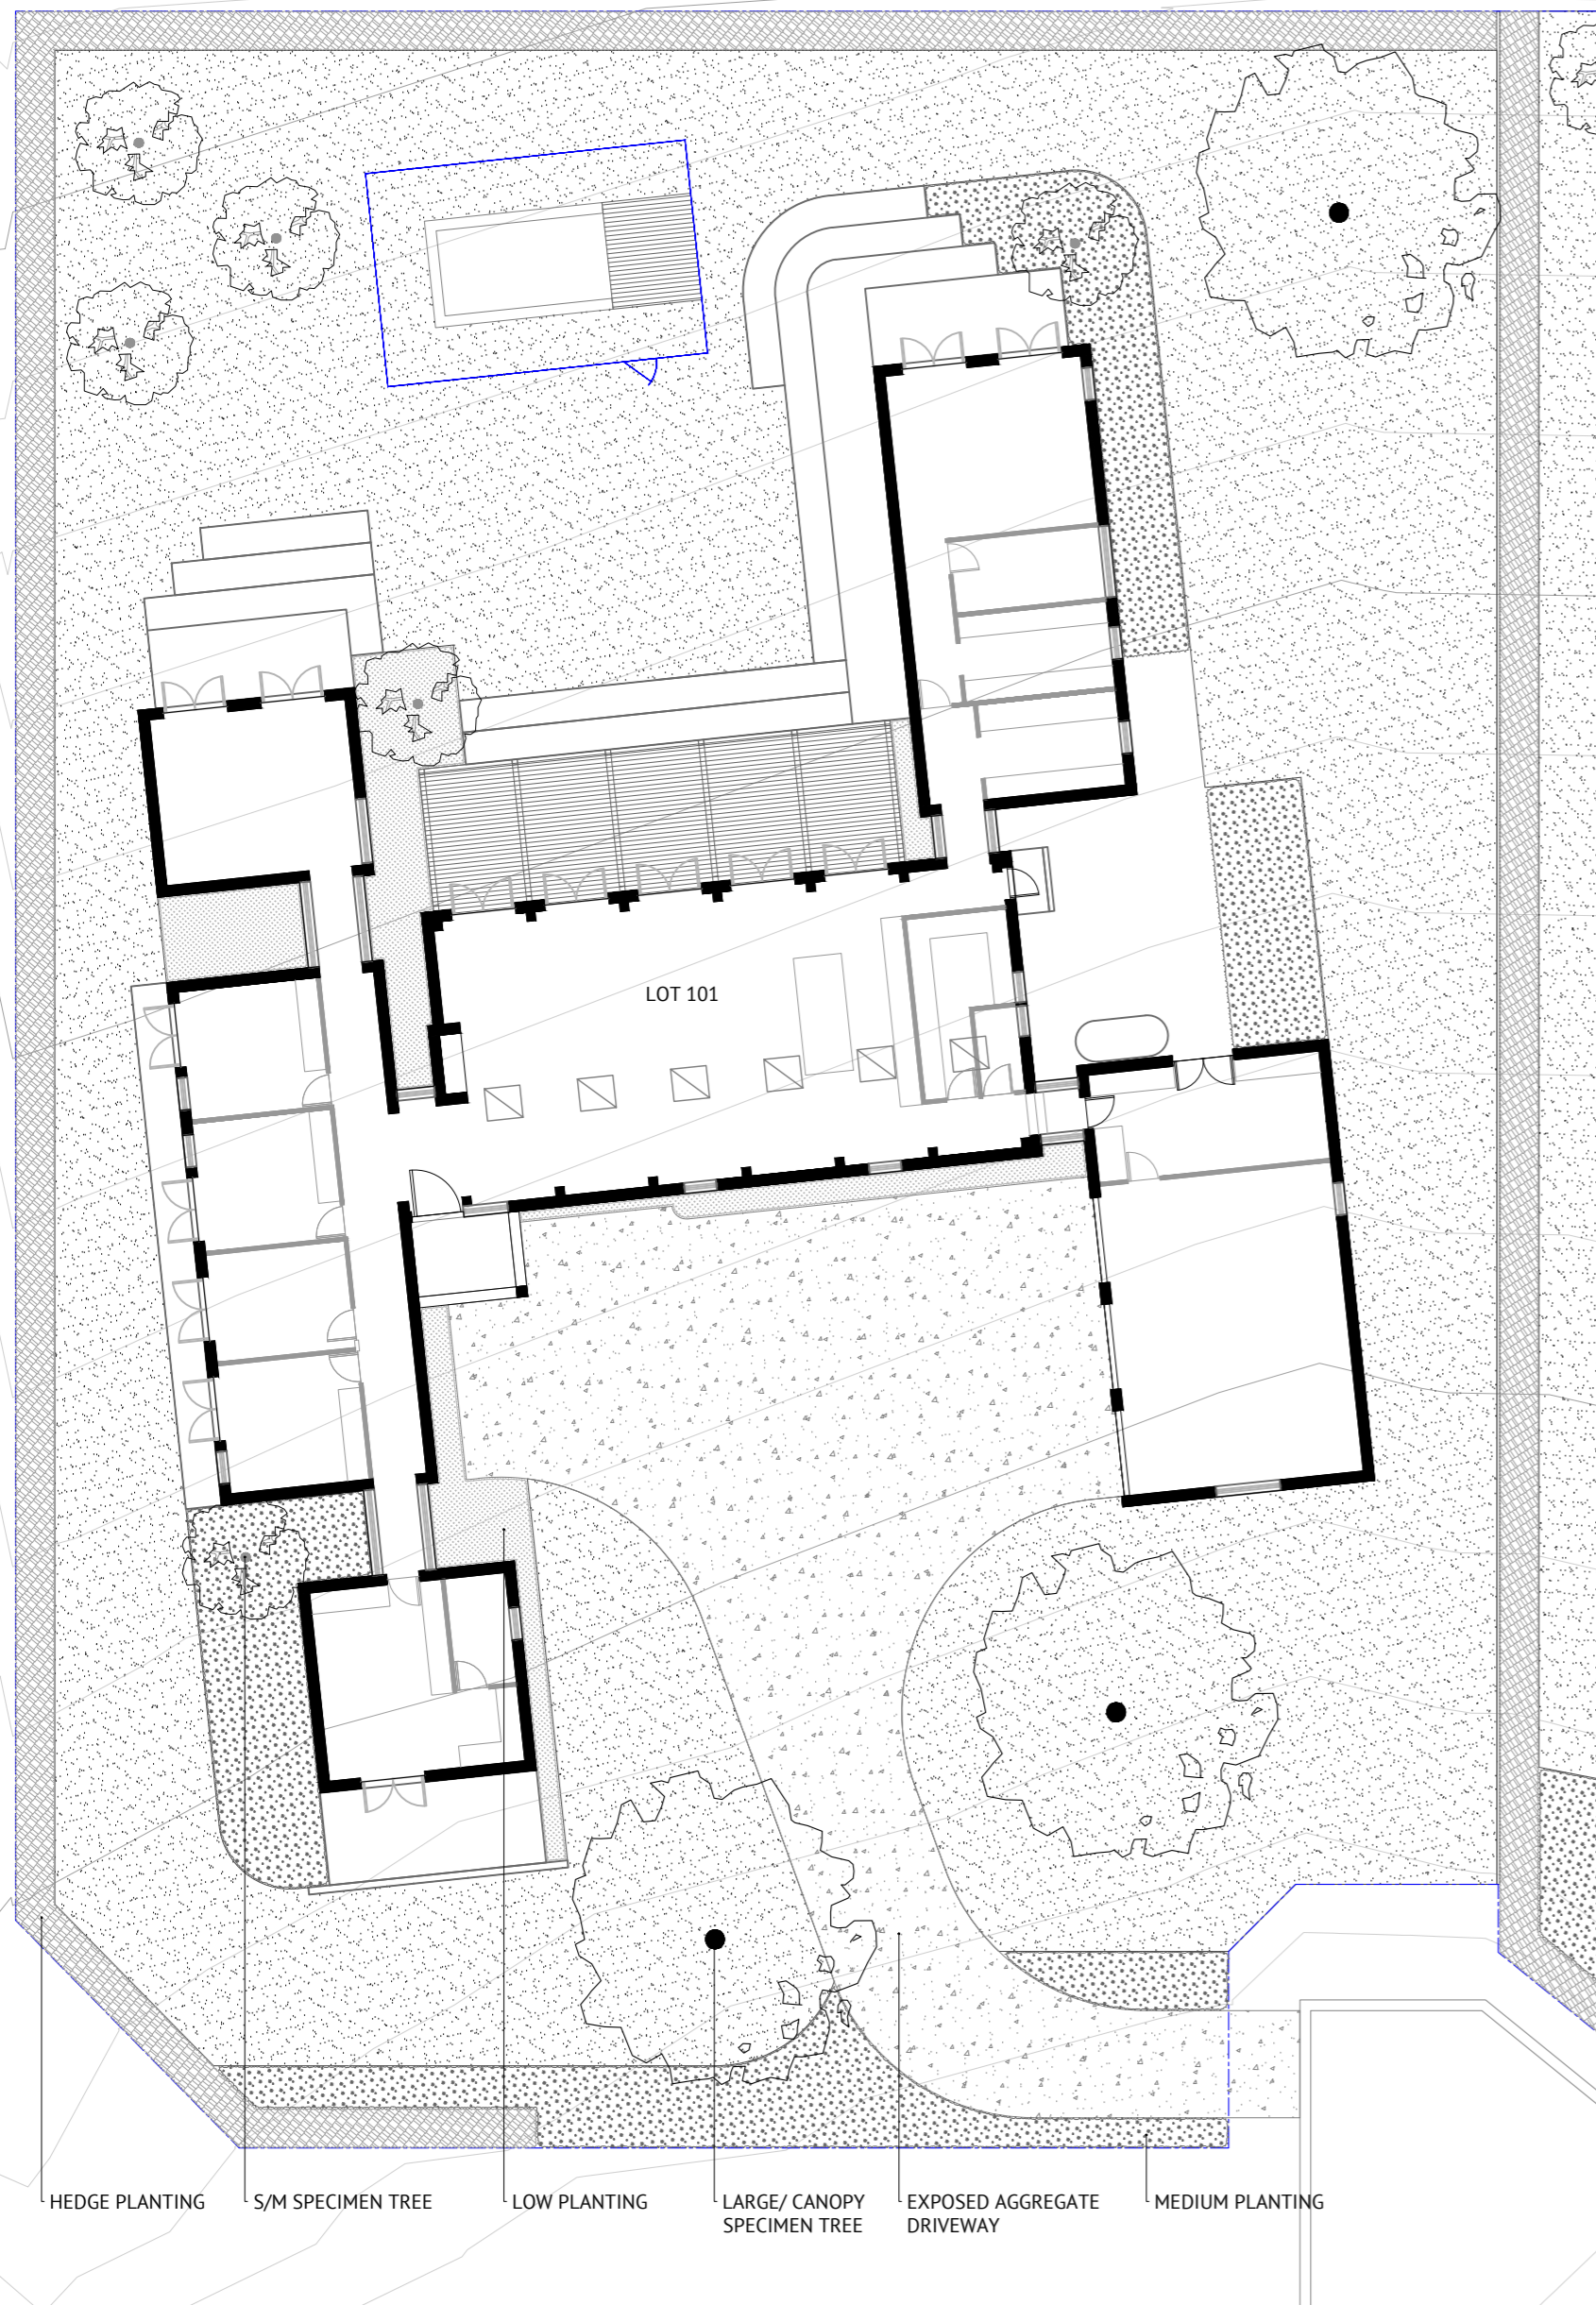 LOT 101
HEDGE PLANTING
S/M SPECIMEN TREE
LOW PLANTING
LARGE/ CANOPY
SPECIMEN TREE
EXPOSED AGGREGATE
DRIVEWAY
MEDIUM PLANTING